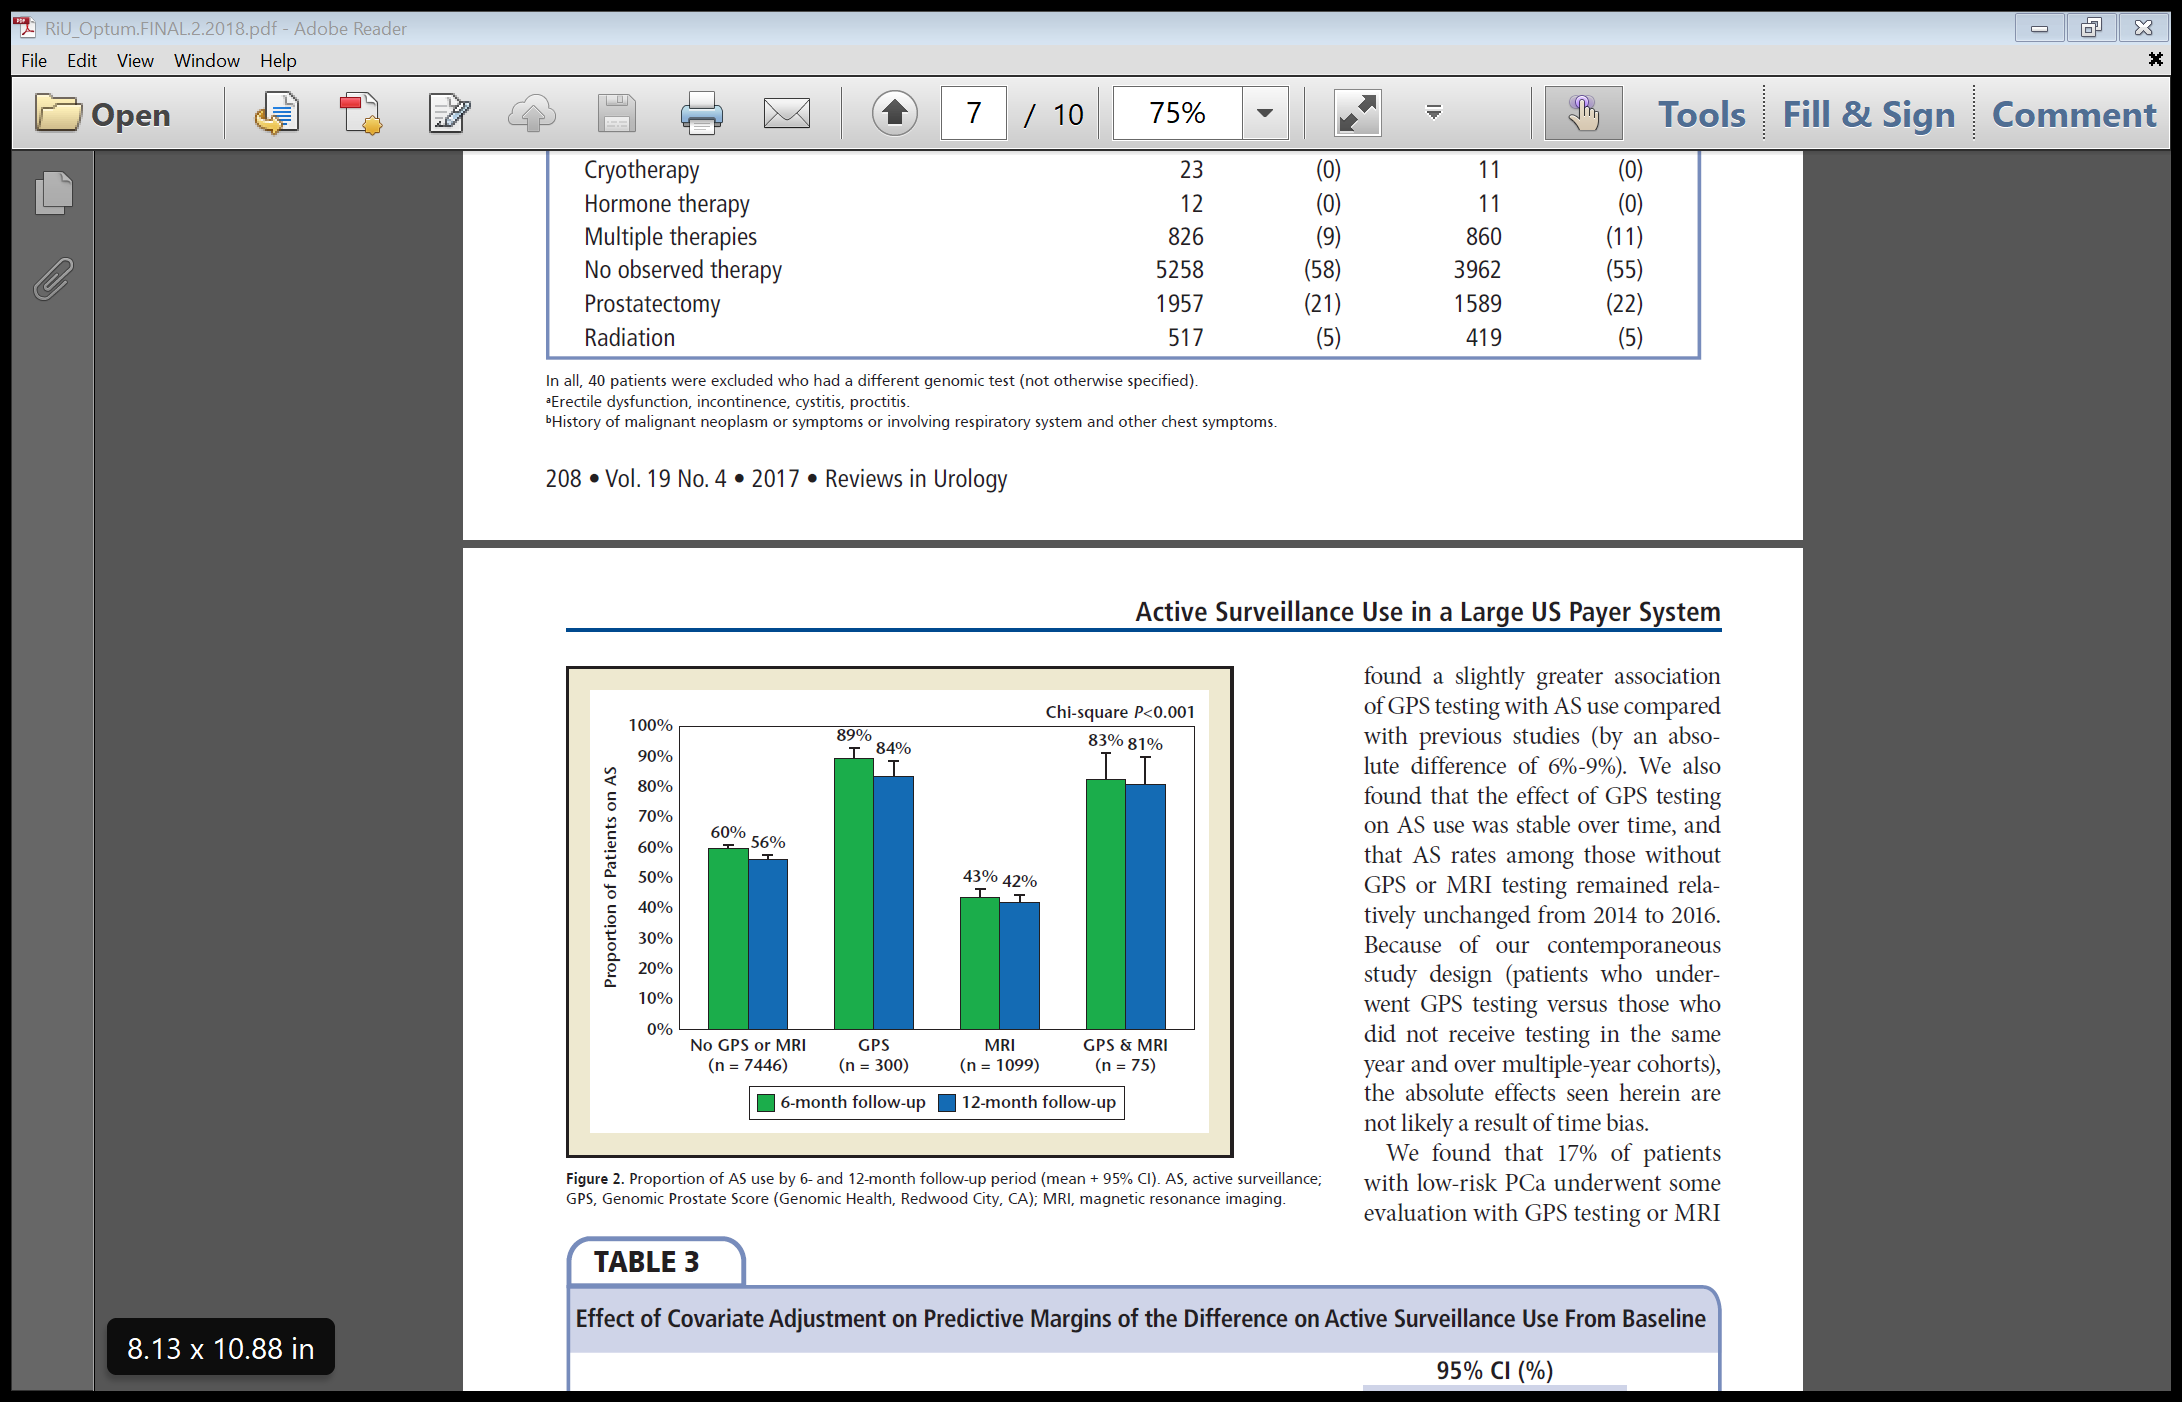 RiU_Optum.FINAL.2.2018.pdf - Adobe Reader
File Edit View Window Help
Open 7 / 10 75% Tools Fill & Sign Comment
Cryotherapy 23 (0) 11 (0)
Hormone therapy 12 (0) 11 (0)
Multiple therapies 826 (9) 860 (11)
No observed therapy 5258 (58) 3962 (55)
Prostatectomy 1957 (21) 1589 (22)
Radiation 517 (5) 419 (5)
In all, 40 patients were excluded who had a different genomic test (not otherwise specified).
aErectile dysfunction, incontinence, cystitis, proctitis.
bHistory of malignant neoplasm or symptoms or involving respiratory system and other chest symptoms.
208 • Vol. 19 No. 4 • 2017 • Reviews in Urology
Active Surveillance Use in a Large US Payer System
Chi-square P<0.001
Proportion of Patients on AS
100%
90%
80%
70%
60%
50%
40%
30%
20%
10%
0%
60% 56%
89% 84%
43% 42%
83% 81%
No GPS or MRI GPS MRI GPS & MRI
(n = 7446) (n = 300) (n = 1099) (n = 75)
6-month follow-up 12-month follow-up
Figure 2. Proportion of AS use by 6- and 12-month follow-up period (mean + 95% CI). AS, active surveillance;
GPS, Genomic Prostate Score (Genomic Health, Redwood City, CA); MRI, magnetic resonance imaging.
found a slightly greater association
of GPS testing with AS use compared
with previous studies (by an abso-
lute difference of 6%-9%). We also
found that the effect of GPS testing
on AS use was stable over time, and
that AS rates among those without
GPS or MRI testing remained rela-
tively unchanged from 2014 to 2016.
Because of our contemporaneous
study design (patients who under-
went GPS testing versus those who
did not receive testing in the same
year and over multiple-year cohorts),
the absolute effects seen herein are
not likely a result of time bias.
We found that 17% of patients
with low-risk PCa underwent some
evaluation with GPS testing or MRI
TABLE 3
Effect of Covariate Adjustment on Predictive Margins of the Difference on Active Surveillance Use From Baseline
95% CI (%)
8.13 x 10.88 in